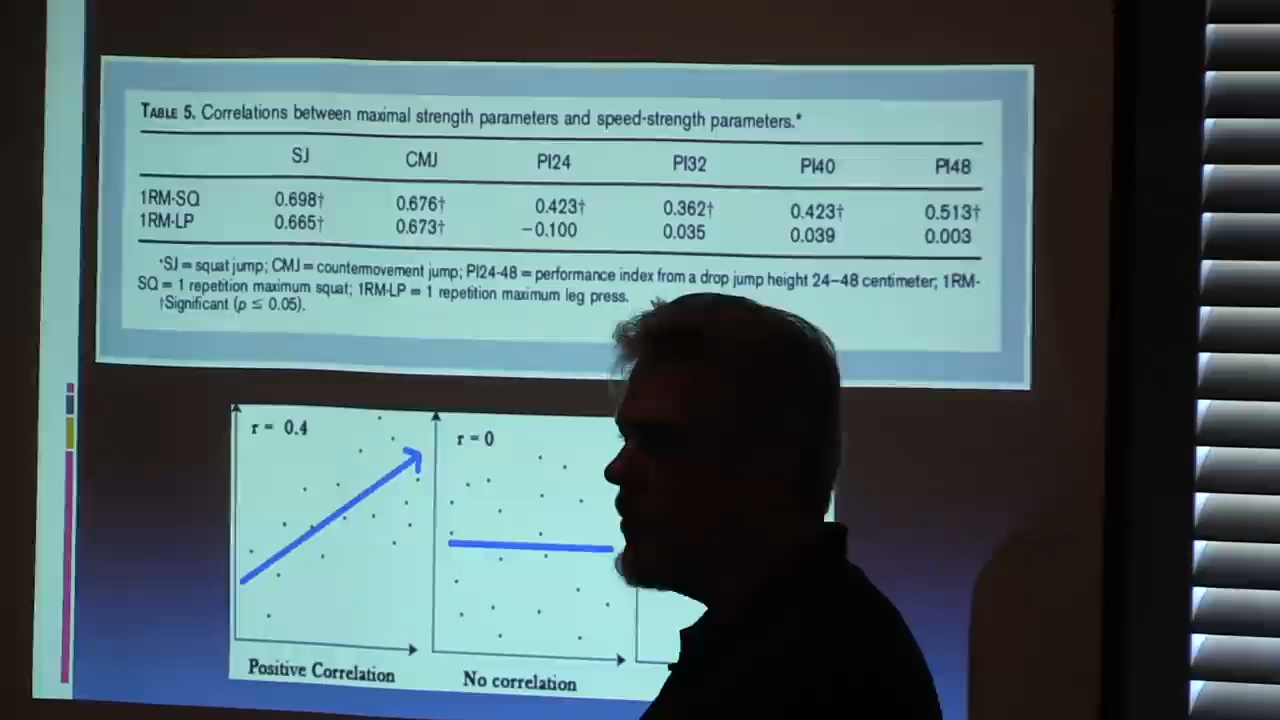 TABLE 5. Correlations between maximal strength parameters and speed-strength parameters.*
SJ CMJ PI24 PI32 PI40 PI48
1RM-SQ 0.698† 0.676† 0.423† 0.362† 0.423† 0.513†
1RM-LP 0.665† 0.673† −0.100 0.035 0.039 0.003
*SJ = squat jump; CMJ = countermovement jump; PI24-48 = performance index from a drop jump height 24–48 centimeter; 1RM-
SQ = 1 repetition maximum squat; 1RM-LP = 1 repetition maximum leg press.
†Significant (p ≤ 0.05).
r = 0.4
r = 0
Positive Correlation
No correlation